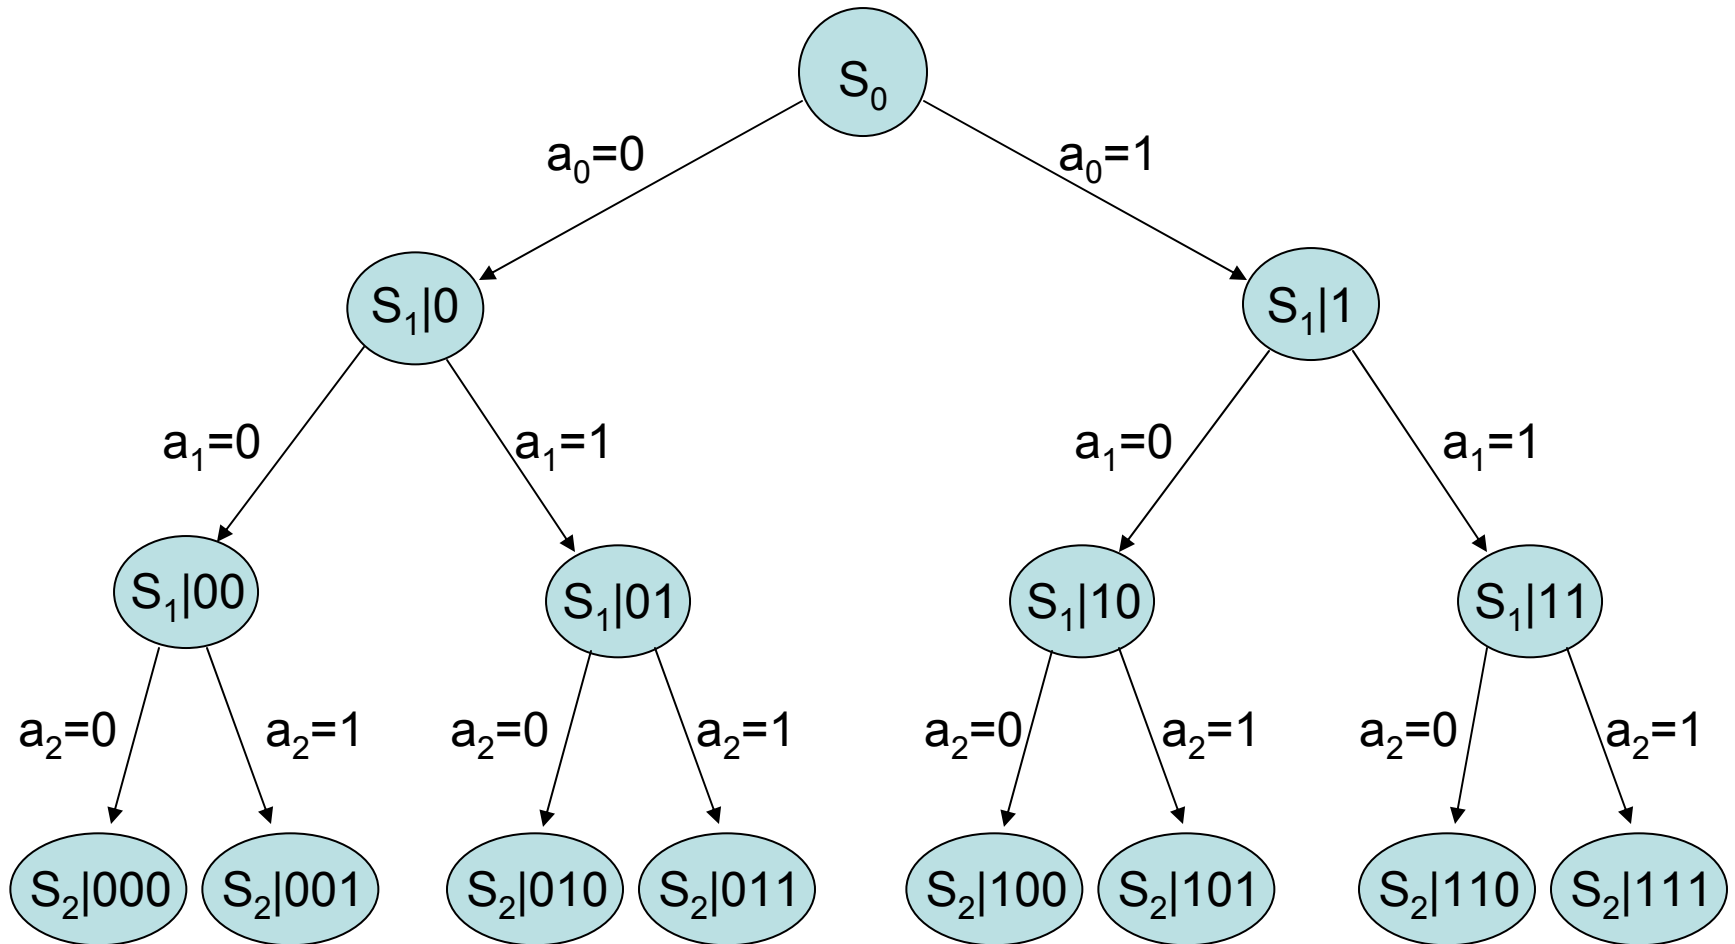 S₀
a₀=0 a₀=1
S₁|0 S₁|1
a₁=0 a₁=1 a₁=0 a₁=1
S₁|00 S₁|01 S₁|10 S₁|11
a₂=0 a₂=1 a₂=0 a₂=1 a₂=0 a₂=1 a₂=0 a₂=1
S₂|000 S₂|001 S₂|010 S₂|011 S₂|100 S₂|101 S₂|110 S₂|111